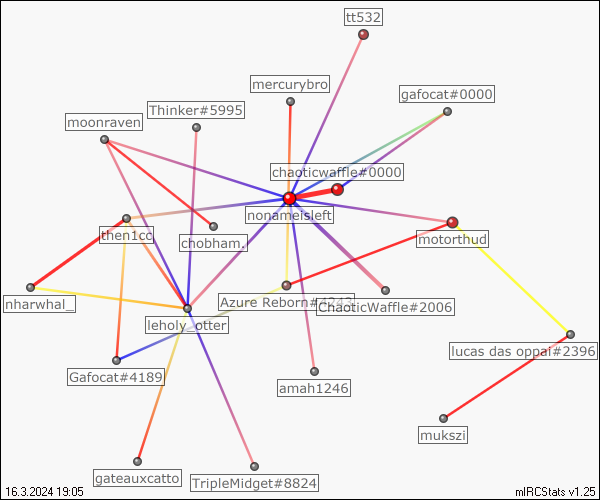 tt532
mercurybro
gafocat#0000
Thinker#5995
moonraven
chaoticwaffle#0000
nonameisleft
then1cc
chobham.
motorthud
nharwhal_
Azure Reborn
ChaoticWaffle#2006
leholy_otter
lucas das oppai#2396
Gafocat#4189
amah1246
mukszi
gateauxcatto
TripleMidget#8824
16.3.2024 19:05
mIRCStats v1.25